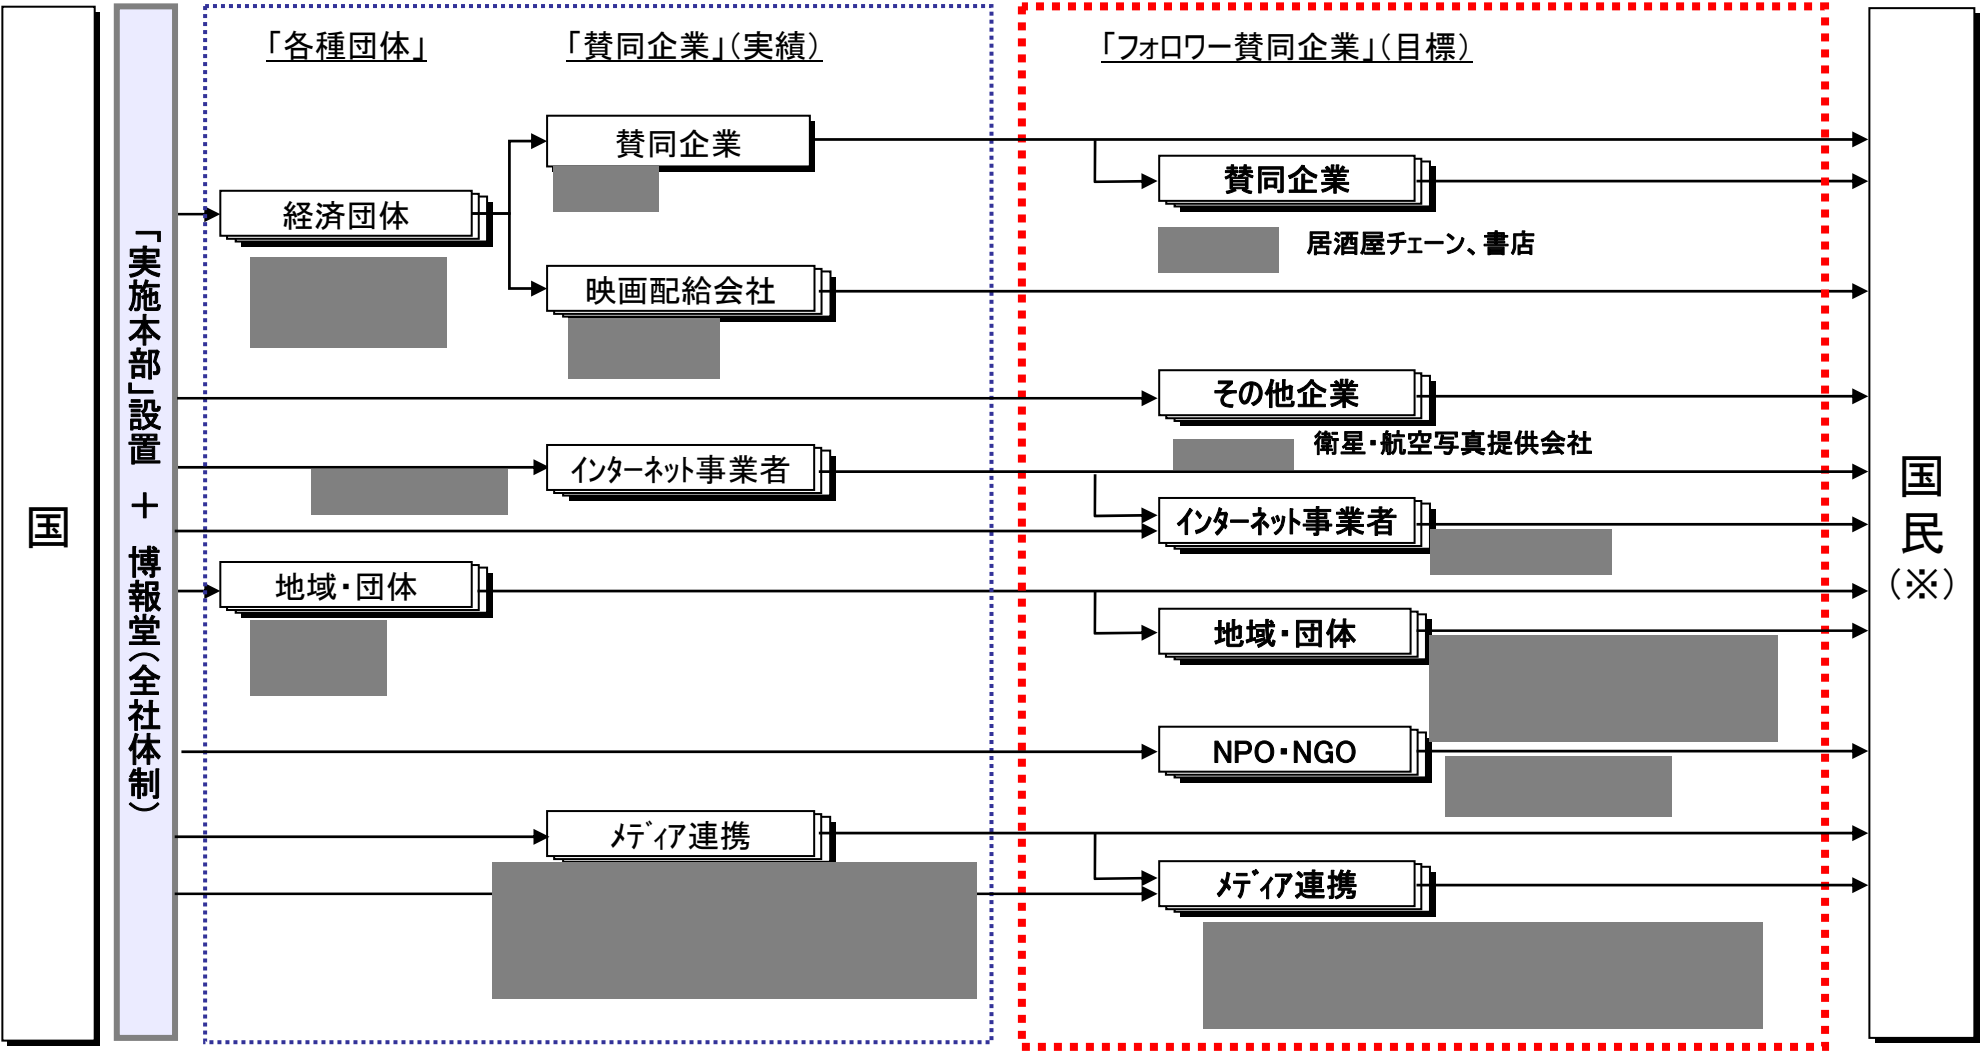 国
「実施本部」設置 ＋ 博報堂（全社体制）
「各種団体」
「賛同企業」（実績）
「フォロワー賛同企業」（目標）
賛同企業
経済団体
映画配給会社
賛同企業
居酒屋チェーン、書店
その他企業
衛星・航空写真提供会社
インターネット事業者
インターネット事業者
地域・団体
地域・団体
NPO・NGO
メディア連携
メディア連携
国
民
（※）